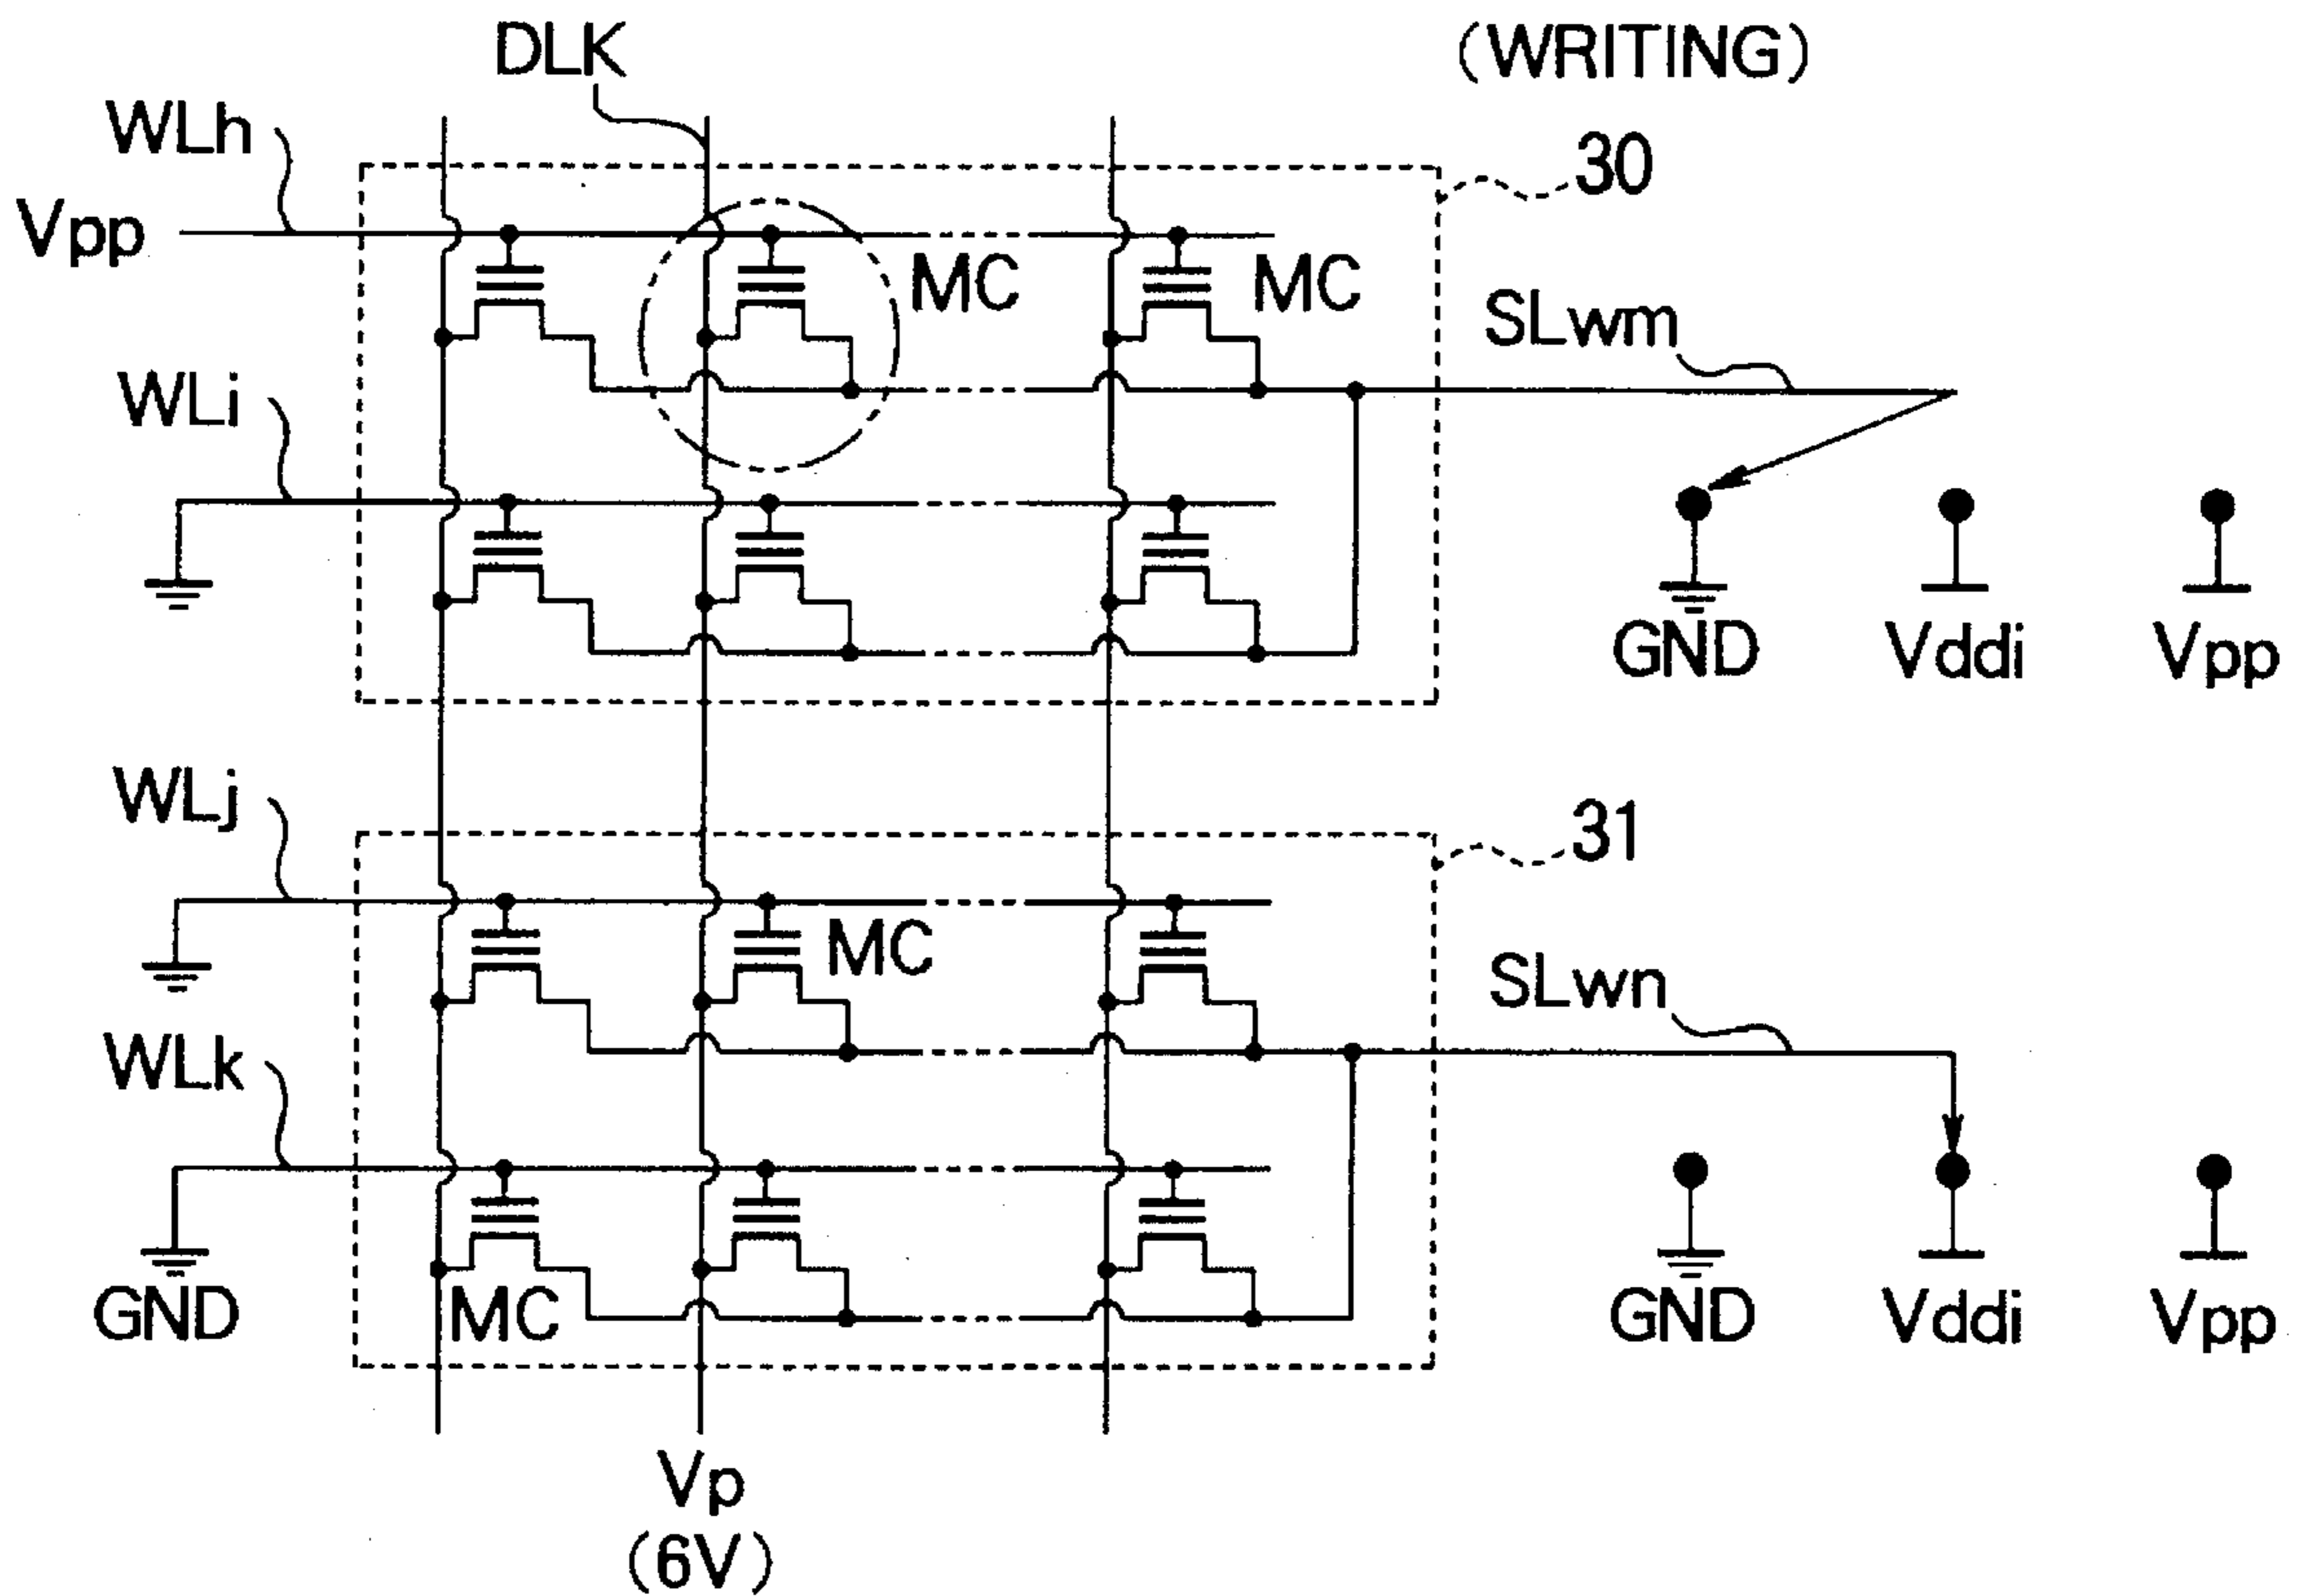 DLK
(WRITING)
WLh
30
Vpp
MC
MC
SLwm
WLi
GND
Vddi
Vpp
WLj
31
MC
SLwn
WLk
GND
MC
GND
Vddi
Vpp
Vp
(6V)